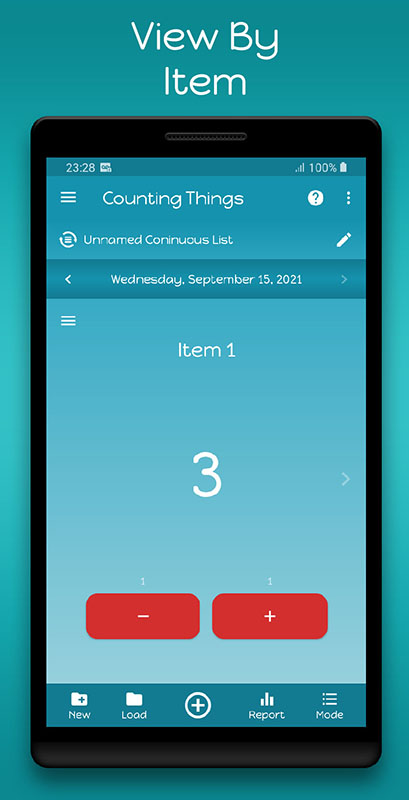 View By
Item
23:28 100%
Counting Things
Unnamed Coninuous List
Wednesday, September 15, 2021
Item 1
3
1 1
− +
New Load Report Mode